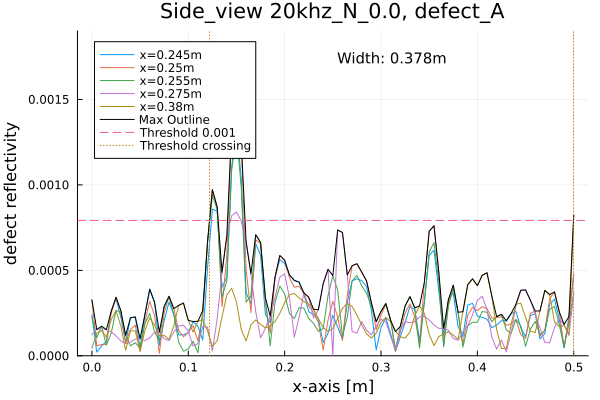 Side_view 20khz_N_0.0, defect_A
x=0.245m
x=0.25m
x=0.255m
x=0.275m
x=0.38m
Max Outline
Threshold 0.001
Threshold crossing
Width: 0.378m
defect reflectivity
0.0015
0.0010
0.0005
0.0000
0.0
0.1
0.2
0.3
0.4
0.5
x-axis [m]